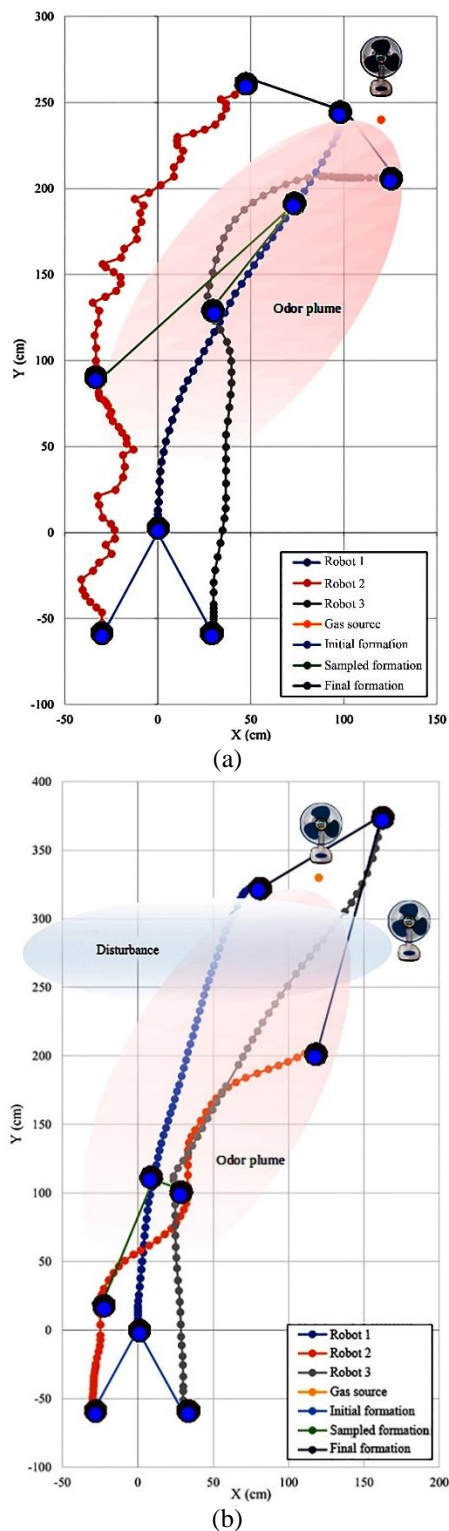 300
250
200
150
100
50
0
-50
-100
Y (cm)
Odor plume
Robot 1
Robot 2
Robot 3
Gas source
Initial formation
Sampled formation
Final formation
-50 0 50 100 150
X (cm)
(a)
400
350
300
250
200
150
100
50
0
-50
-100
Y (cm)
Disturbance
Odor plume
Robot 1
Robot 2
Robot 3
Gas source
Initial formation
Sampled formation
Final formation
-50 0 50 100 150 200
X (cm)
(b)